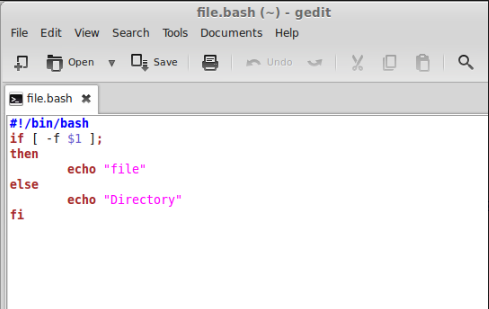 file.bash (~) - gedit
File Edit View Search Tools Documents Help
Open Save Undo
file.bash
#!/bin/bash
if [ -f $1 ];
then
echo "file"
else
echo "Directory"
fi